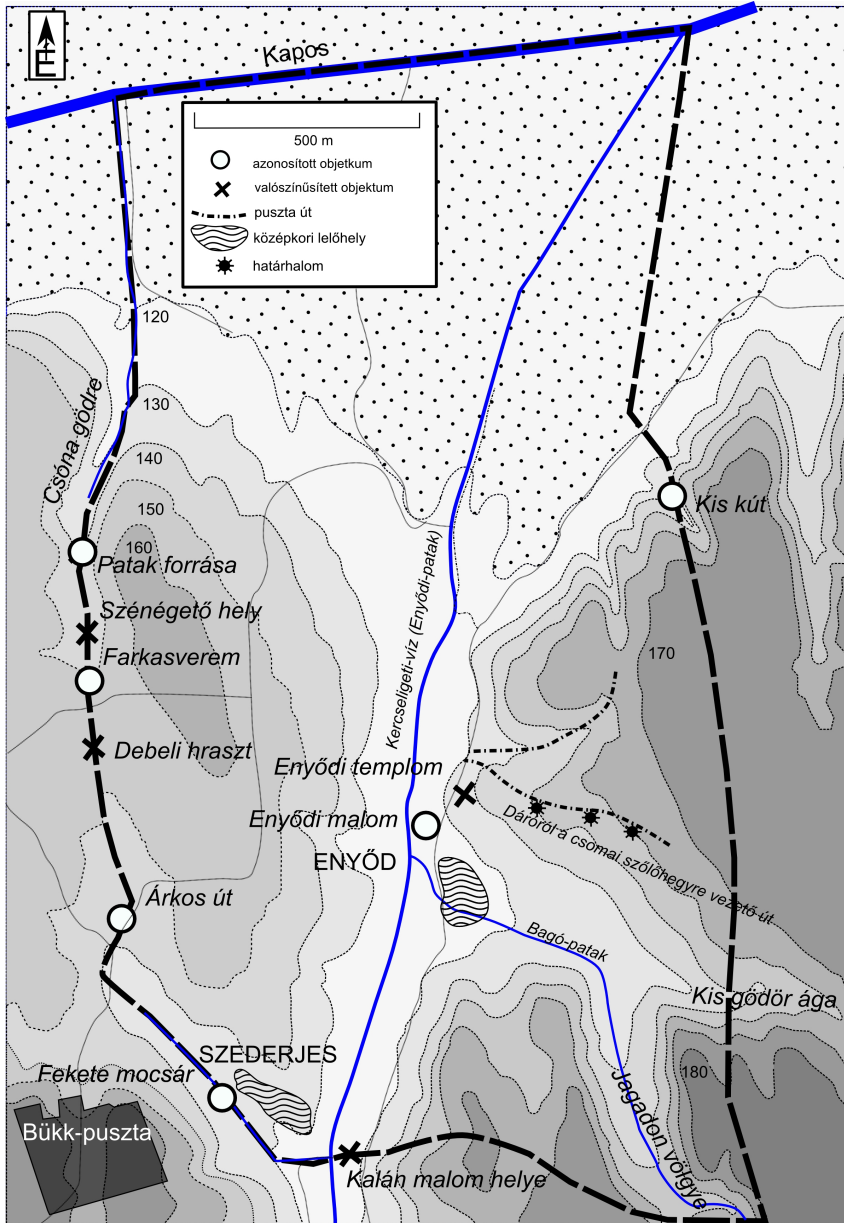 É
Kapos
500 m
azonosított objetkum
valószínűsített objektum
puszta út
középkori lelőhely
határhalom
120
130
Csóna gödre
140
150
160
Kis kút
Patak forrása
Kercseligeti-víz (Enyődi-patak)
Szénégető hely
Farkasverem
170
Debeli hraszt
Enyődi templom
Enyődi malom
Dáróról a csomai szőlőhegyre vezető út
ENYŐD
Árkos út
Bagó-patak
Kis gödör ága
SZEDERJES
Fekete mocsár
180
Jagadón völgye
Bükk-puszta
Kalán malom helye